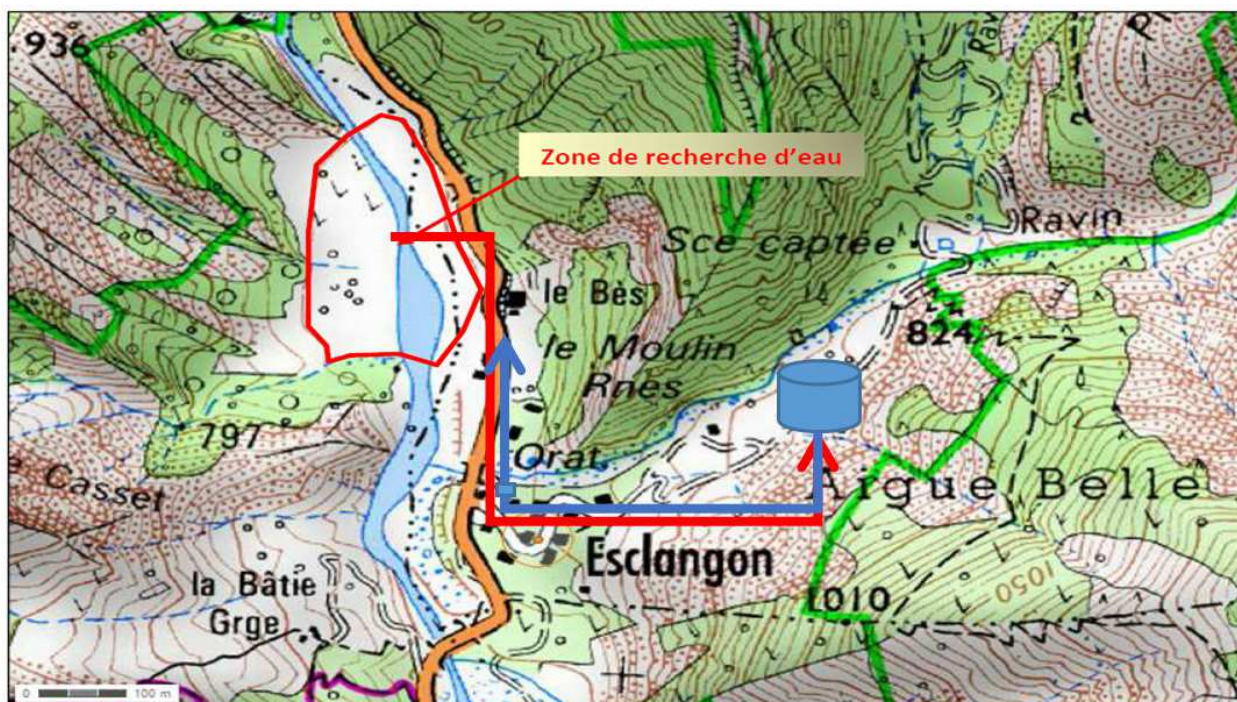 936
Zone de recherche d'eau
Sce captée
Ravin
le Bès
824
le Moulin
Rnes
797
Orat.
Casset
Aigue Belle
Esclangon
la Bâtie
Grge
1010
1050
0
100 m